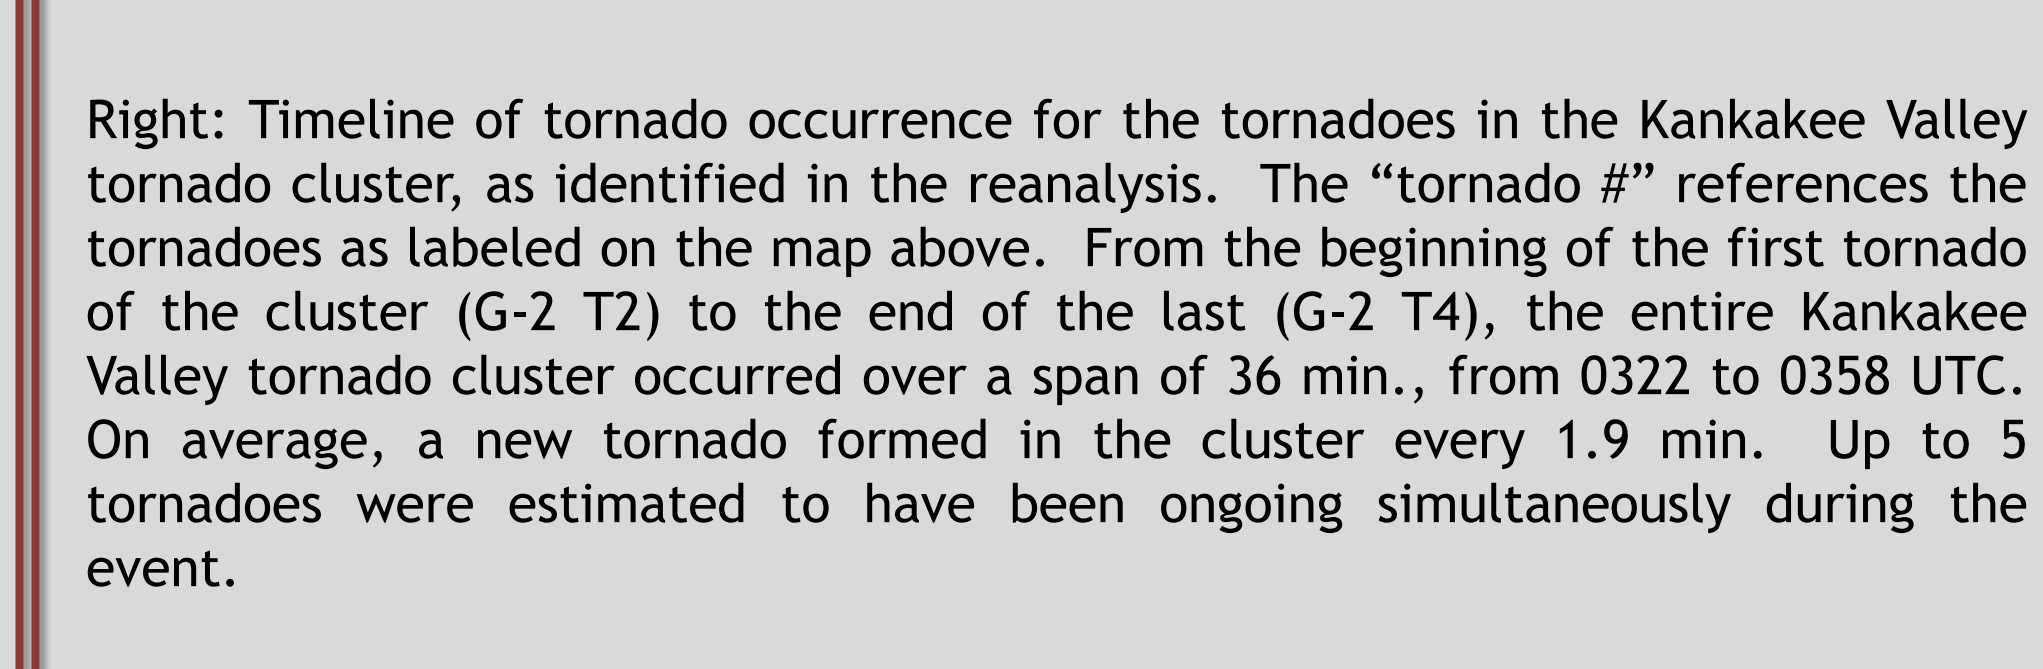 Right: Timeline of tornado occurrence for the tornadoes in the Kankakee Valley
tornado cluster, as identified in the reanalysis.  The “tornado #” references the
tornadoes as labeled on the map above.  From the beginning of the first tornado
of the cluster (G-2 T2) to the end of the last (G-2 T4), the entire Kankakee
Valley tornado cluster occurred over a span of 36 min., from 0322 to 0358 UTC.
On average, a new tornado formed in the cluster every 1.9 min.  Up to 5
tornadoes were estimated to have been ongoing simultaneously during the
event.